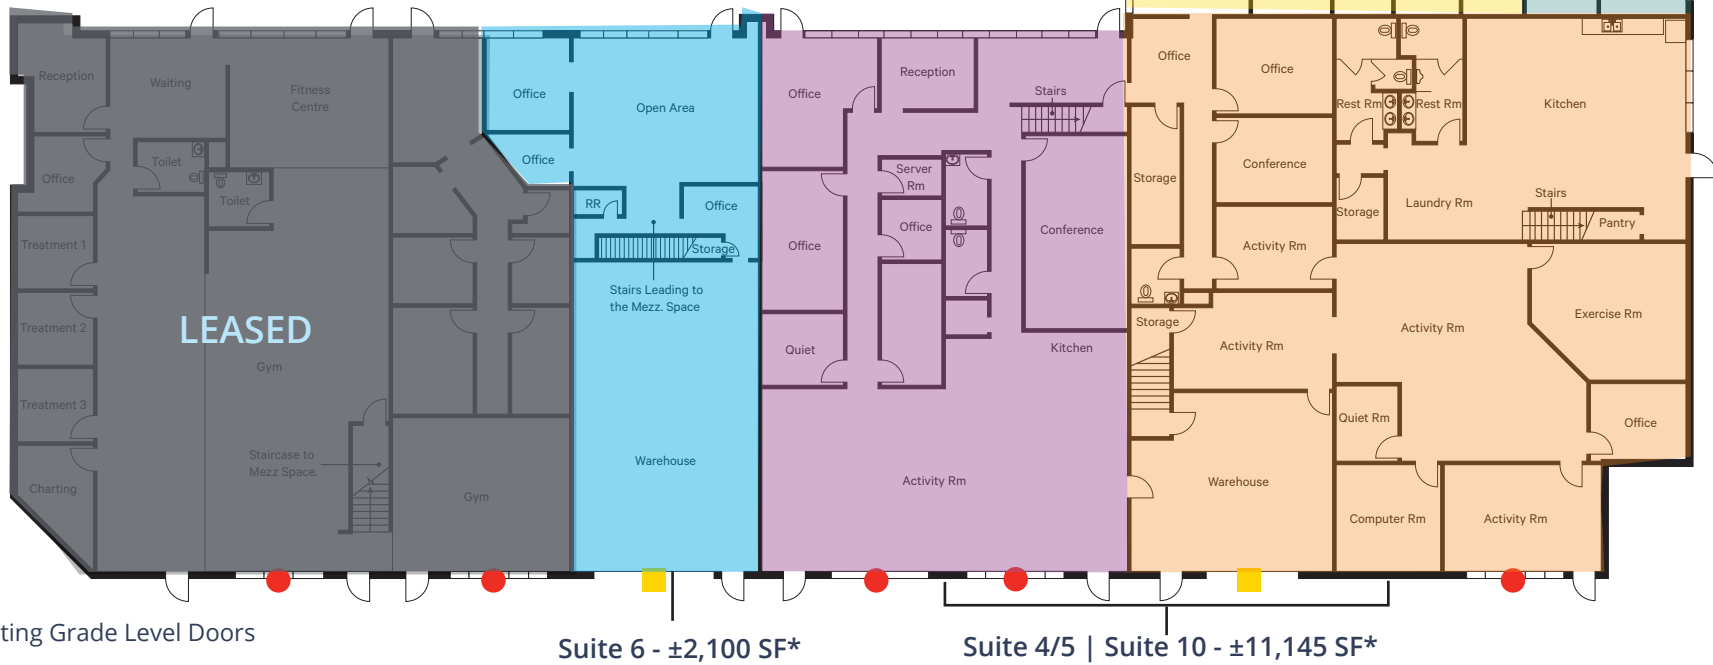 Reception
Waiting
Fitness
Centre
Toilet
Office
Toilet
Treatment 1
Treatment 2
LEASED
Gym
Treatment 3
Staircase to
Mezz Space.
Charting
Gym
Office
Open Area
Office
RR
Office
Storage
Stairs Leading to
the Mezz. Space
Warehouse
Office
Reception
Stairs
Server
Rm
Office
Office
Conference
Quiet
Kitchen
Activity Rm
Office
Office
Rest Rm
Rest Rm
Kitchen
Storage
Conference
Storage
Laundry Rm
Stairs
Pantry
Activity Rm
Storage
Activity Rm
Activity Rm
Exercise Rm
Quiet Rm
Office
Warehouse
Computer Rm
Activity Rm
ting Grade Level Doors
Suite 6 - ±2,100 SF*
Suite 4/5 | Suite 10 - ±11,145 SF*